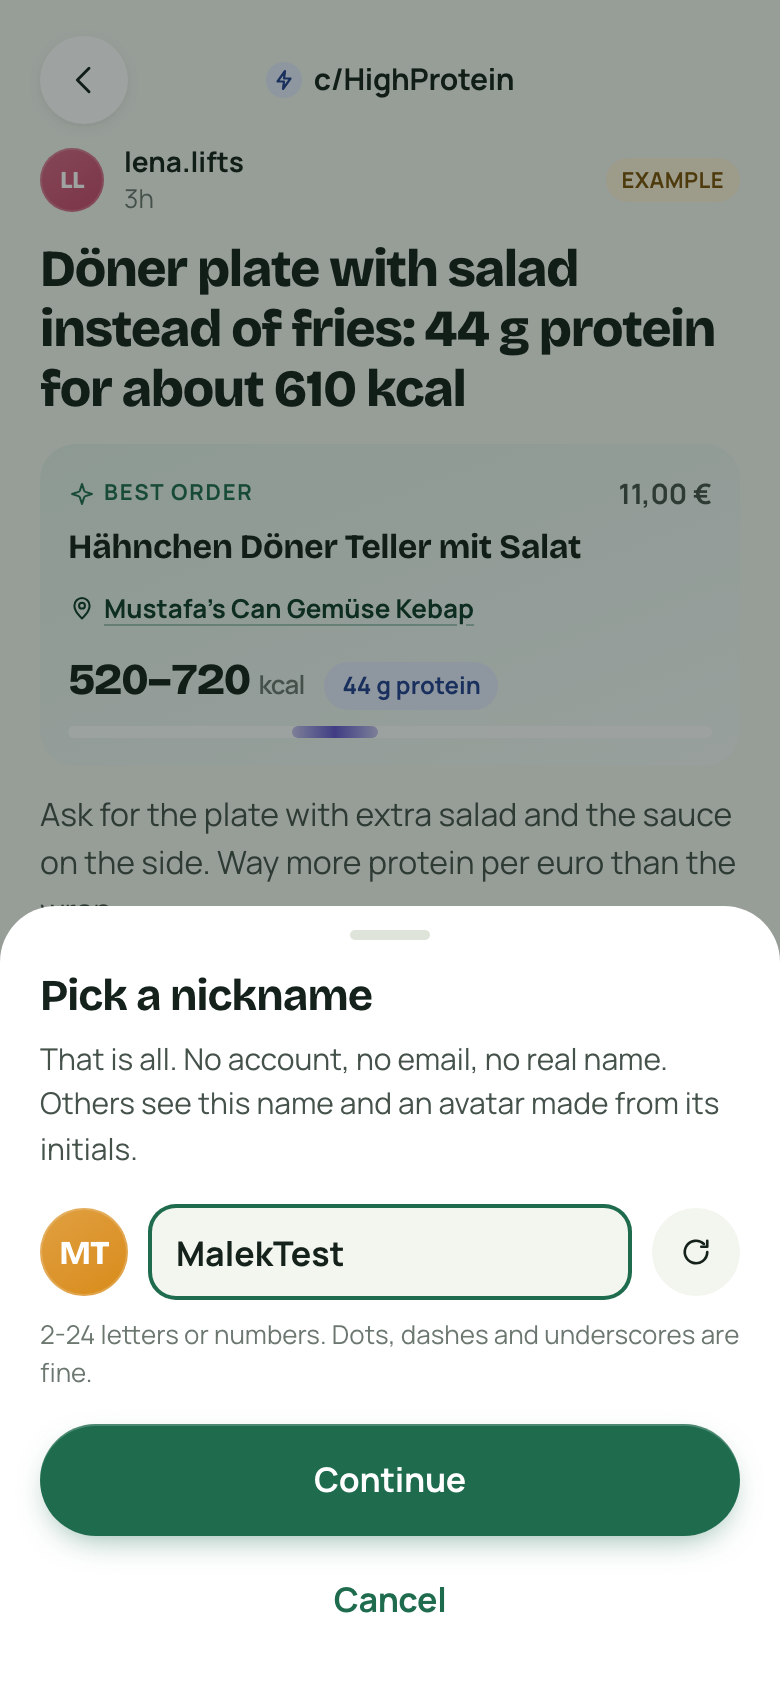 c/HighProtein
LL
lena.lifts
3h
EXAMPLE
Döner plate with salad
instead of fries: 44 g protein
for about 610 kcal
BEST ORDER
11,00 €
Hähnchen Döner Teller mit Salat
Mustafa's Can Gemüse Kebap
520–720 kcal
44 g protein
Ask for the plate with extra salad and the sauce
on the side. Way more protein per euro than the
Pick a nickname
That is all. No account, no email, no real name.
Others see this name and an avatar made from its
initials.
MT
MalekTest
2-24 letters or numbers. Dots, dashes and underscores are
fine.
Continue
Cancel